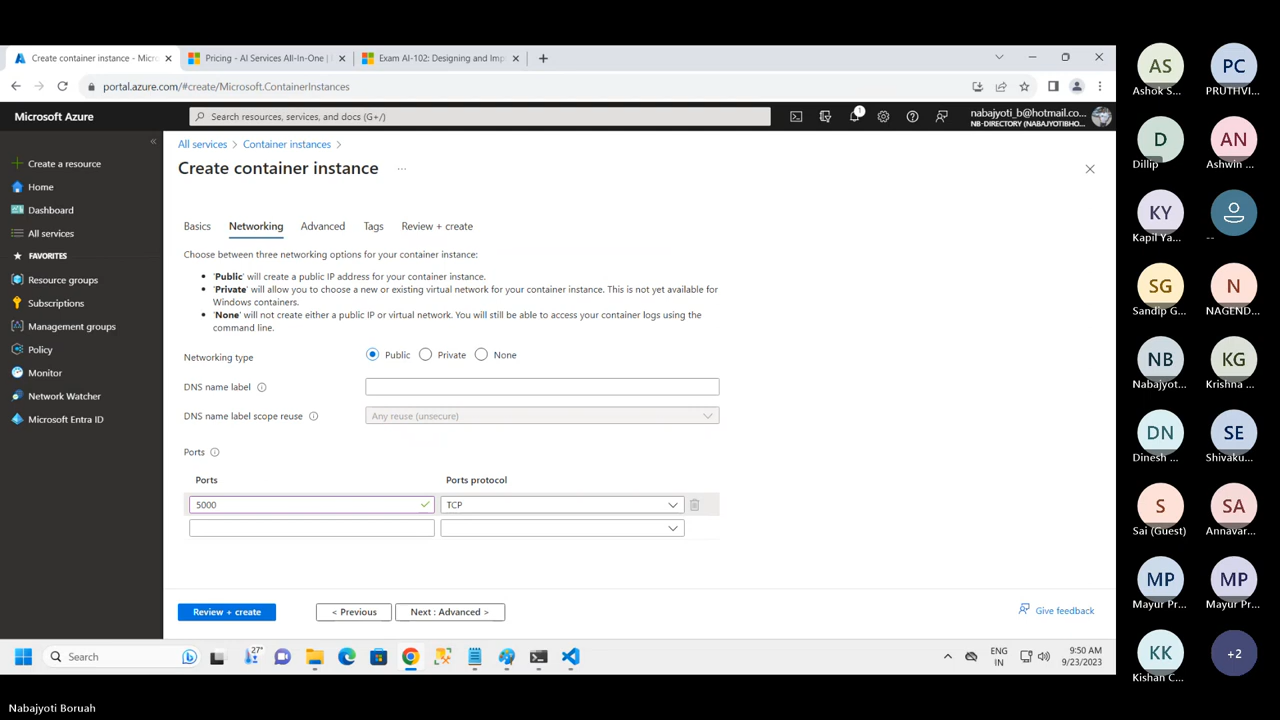 Create container instance - Micr
Pricing - AI Services All-In-One |
Exam AI-102: Designing and Imp
portal.azure.com/#create/Microsoft.ContainerInstances
Microsoft Azure
Search resources, services, and docs (G+/)
1
nabajyoti_b@hotmail.co...
NB-DIRECTORY (NABAJYOTIBHO...
Create a resource
Home
Dashboard
All services
FAVORITES
Resource groups
Subscriptions
Management groups
Policy
Monitor
Network Watcher
Microsoft Entra ID
All services > Container instances >
Create container instance ...
Basics Networking Advanced Tags Review + create
Choose between three networking options for your container instance:
• 'Public' will create a public IP address for your container instance.
• 'Private' will allow you to choose a new or existing virtual network for your container instance. This is not yet available for
Windows containers.
• 'None' will not create either a public IP or virtual network. You will still be able to access your container logs using the
command line.
Networking type Public Private None
DNS name label
DNS name label scope reuse Any reuse (unsecure)
Ports
Ports Ports protocol
5000 TCP
Review + create < Previous Next : Advanced > Give feedback
Search
27°
ENG
IN
9:50 AM
9/23/2023
AS PC
Ashok S... PRUTHVI...
D AN
Dillip Ashwin ...
KY
Kapil Ya... --
SG N
Sandip G... NAGEND...
NB KG
Nabajyot... Krishna ...
DN SE
Dinesh ... Shivaku...
S SA
Sai (Guest) Annavar...
MP MP
Mayur Pr... Mayur Pr...
KK +2
Kishan C...
Nabajyoti Boruah